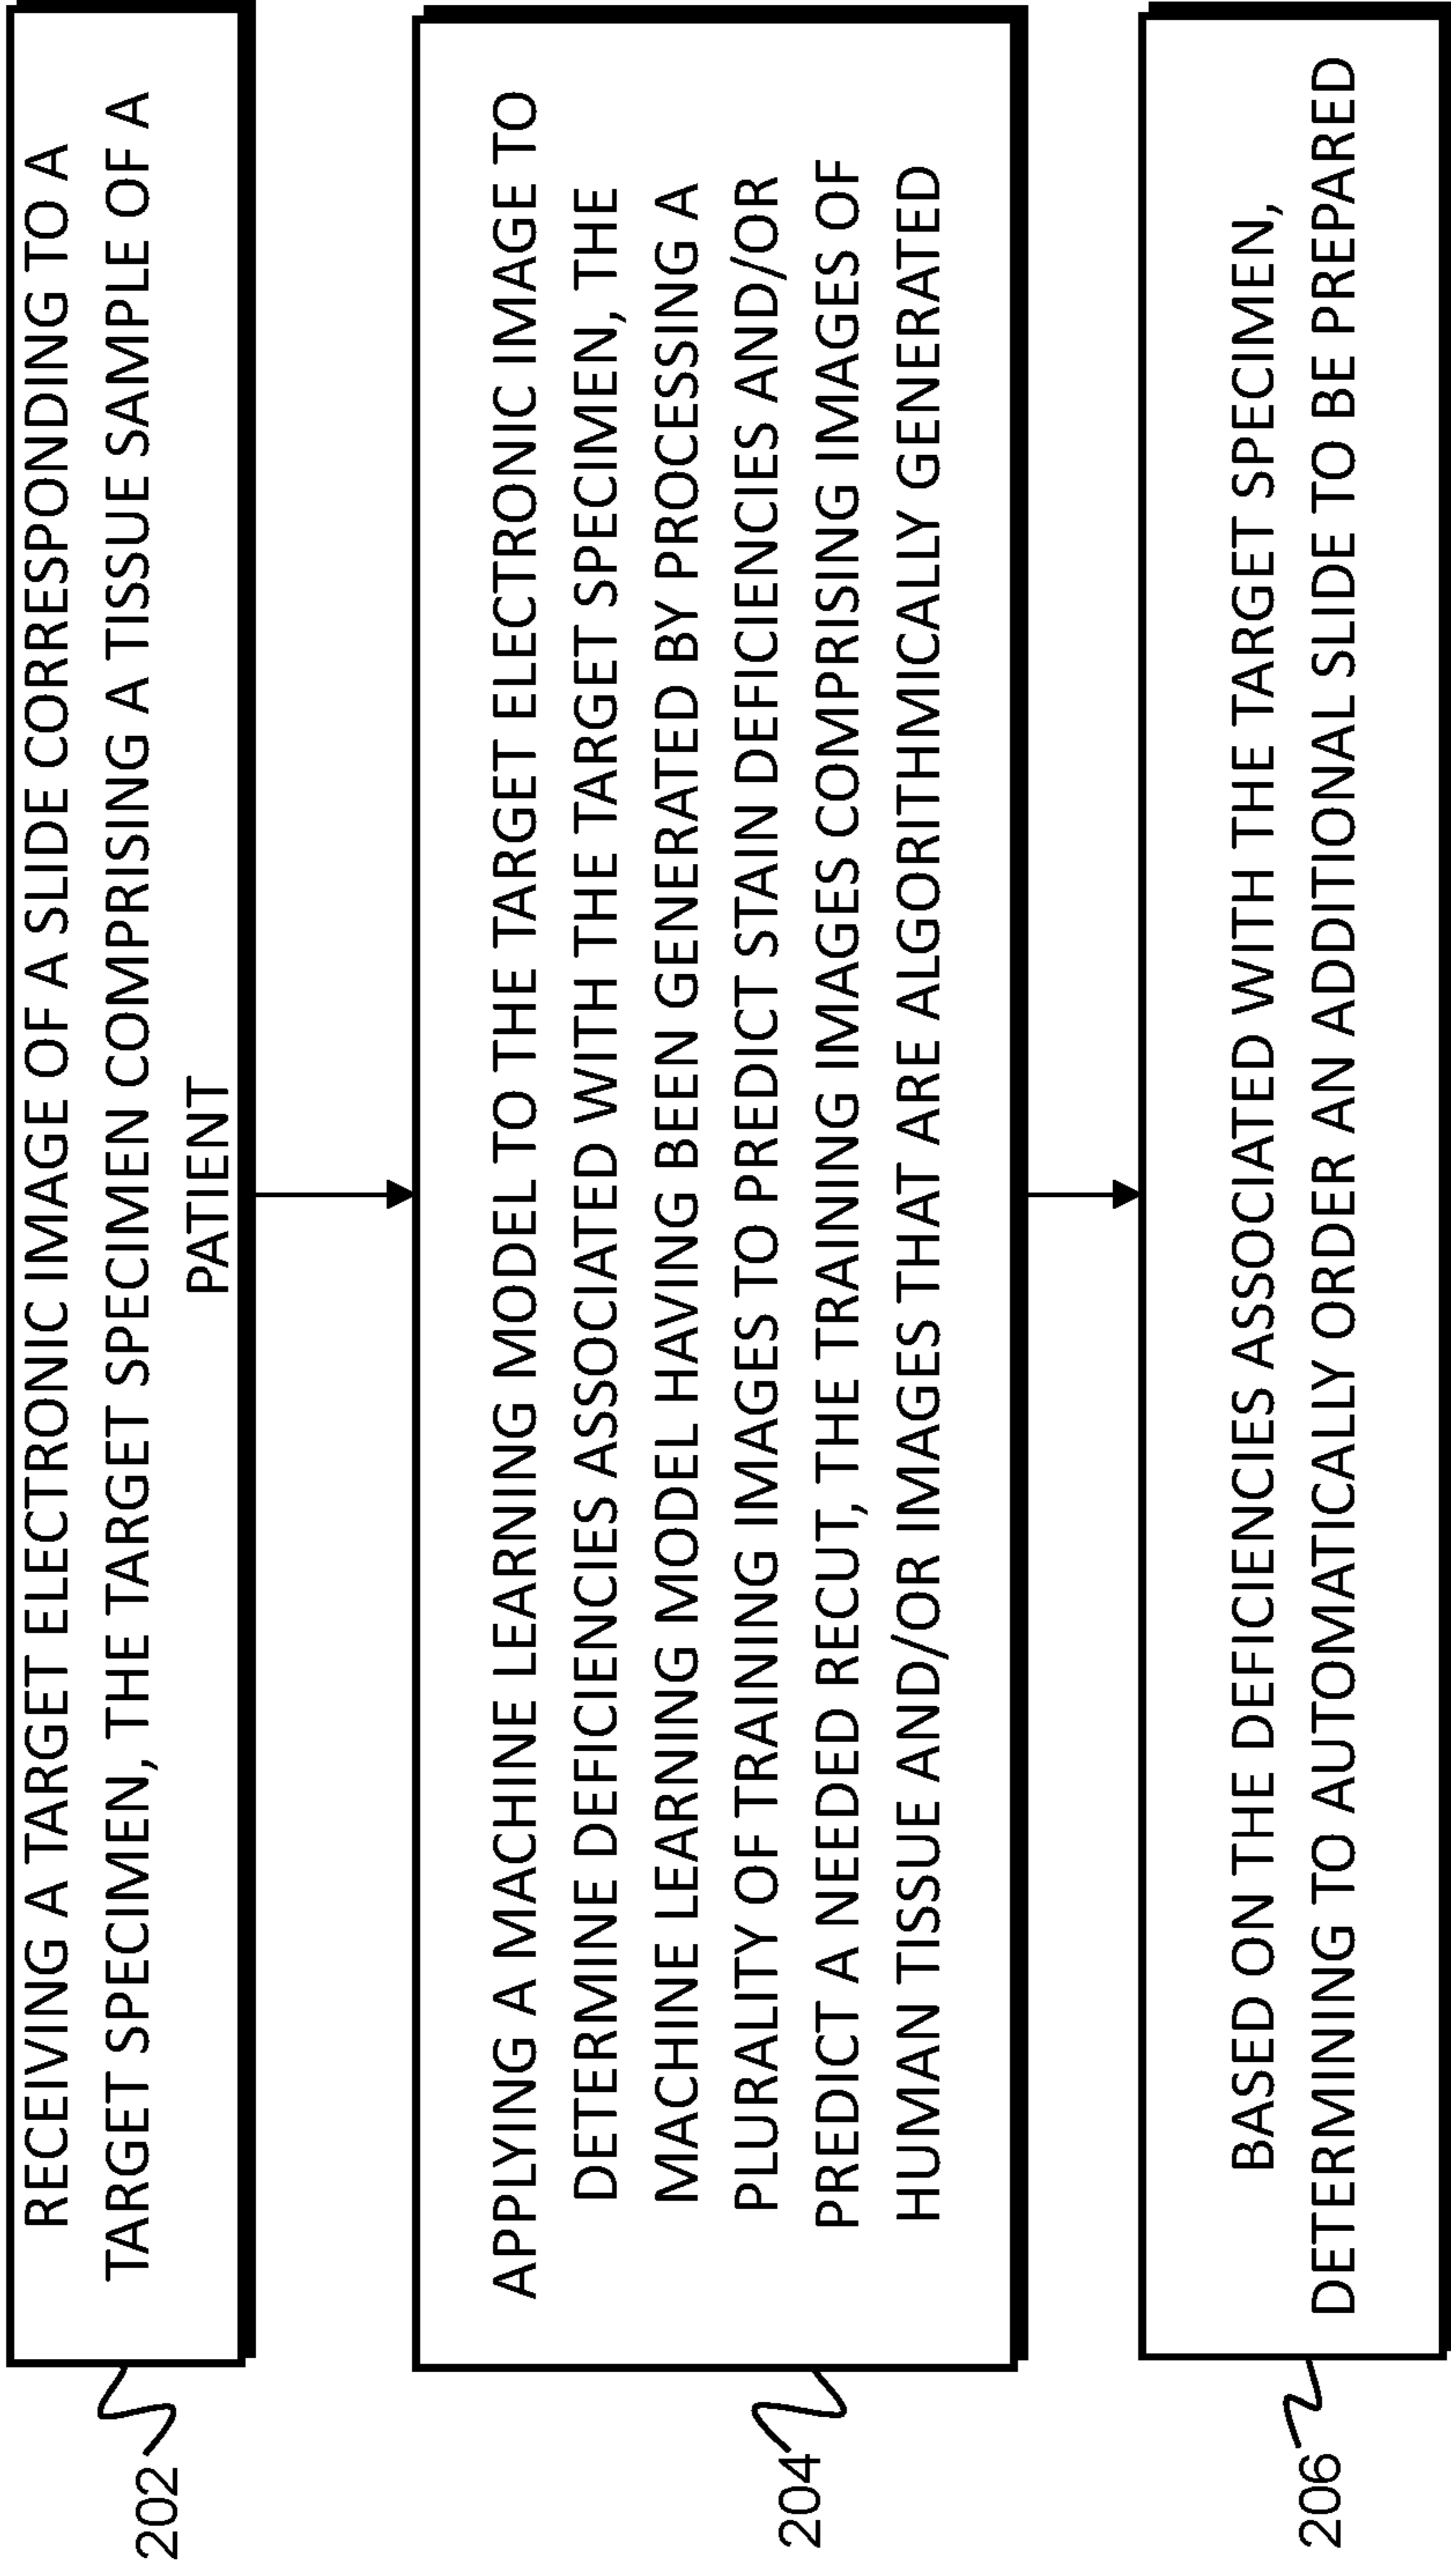 RECEIVING A TARGET ELECTRONIC IMAGE OF A SLIDE CORRESPONDING TO A
TARGET SPECIMEN, THE TARGET SPECIMEN COMPRISING A TISSUE SAMPLE OF A
PATIENT
202
APPLYING A MACHINE LEARNING MODEL TO THE TARGET ELECTRONIC IMAGE TO
DETERMINE DEFICIENCIES ASSOCIATED WITH THE TARGET SPECIMEN, THE
MACHINE LEARNING MODEL HAVING BEEN GENERATED BY PROCESSING A
PLURALITY OF TRAINING IMAGES TO PREDICT STAIN DEFICIENCIES AND/OR
PREDICT A NEEDED RECUT, THE TRAINING IMAGES COMPRISING IMAGES OF
HUMAN TISSUE AND/OR IMAGES THAT ARE ALGORITHMICALLY GENERATED
204
BASED ON THE DEFICIENCIES ASSOCIATED WITH THE TARGET SPECIMEN,
DETERMINING TO AUTOMATICALLY ORDER AN ADDITIONAL SLIDE TO BE PREPARED
206